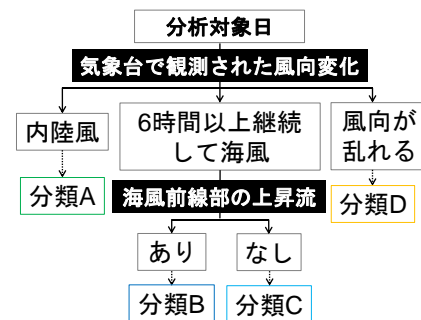 分析対象日
気象台で観測された風向変化
内陸風
6時間以上継続
して海風
風向が
乱れる
分類A
海風前線部の上昇流
分類D
あり
なし
分類B
分類C